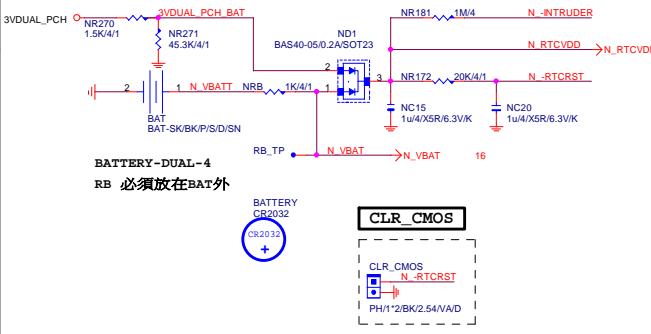 3VDUAL_PCH
NR270
1.5K/4/1
3VDUAL_PCH_BAT
NR271
45.3K/4/1
ND1
BAS40-05/0.2A/SOT23
2
1
3
NR181
1M/4
N_-INTRUDER
N_RTCVDD
N_RTCVD
NR172
20K/4/1
N_-RTCRST
2
1
N_VBATT
NRB
1K/4/1
BAT
BAT-SK/BK/P/S/D/SN
NC15
1u/4/X5R/6.3V/K
NC20
1u/4/X5R/6.3V/K
RB_TP
N_VBAT
N_VBAT
16
BATTERY-DUAL-4
RB 必須放在BAT外
BATTERY
CR2032
CR2032
+
CLR_CMOS
CLR_CMOS
N_-RTCRST
PH/1*2/BK/2.54/VA/D